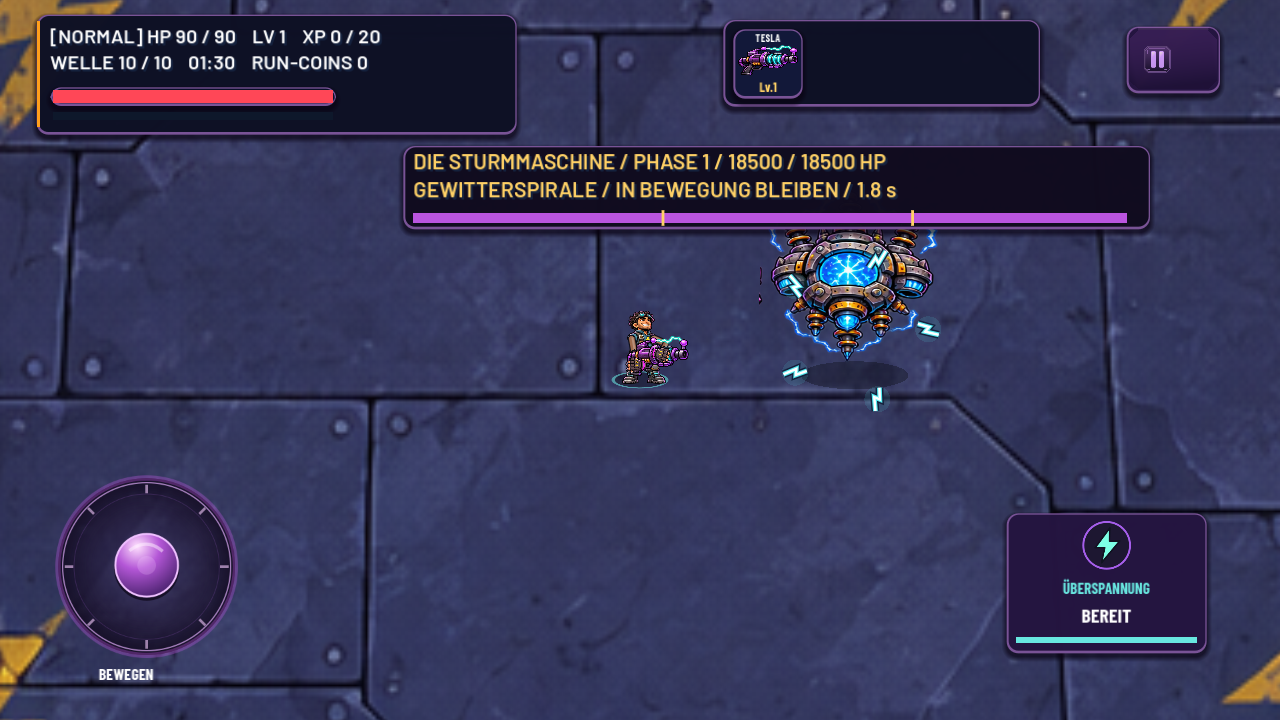 [NORMAL] HP 90 / 90 LV 1 XP 0 / 20
WELLE 10 / 10 01:30 RUN-COINS 0
TESLA
Lv.1
DIE STURMMASCHINE / PHASE 1 / 18500 / 18500 HP
GEWITTERSPIRALE / IN BEWEGUNG BLEIBEN / 1.8 s
BEWEGEN
ÜBERSPANNUNG
BEREIT